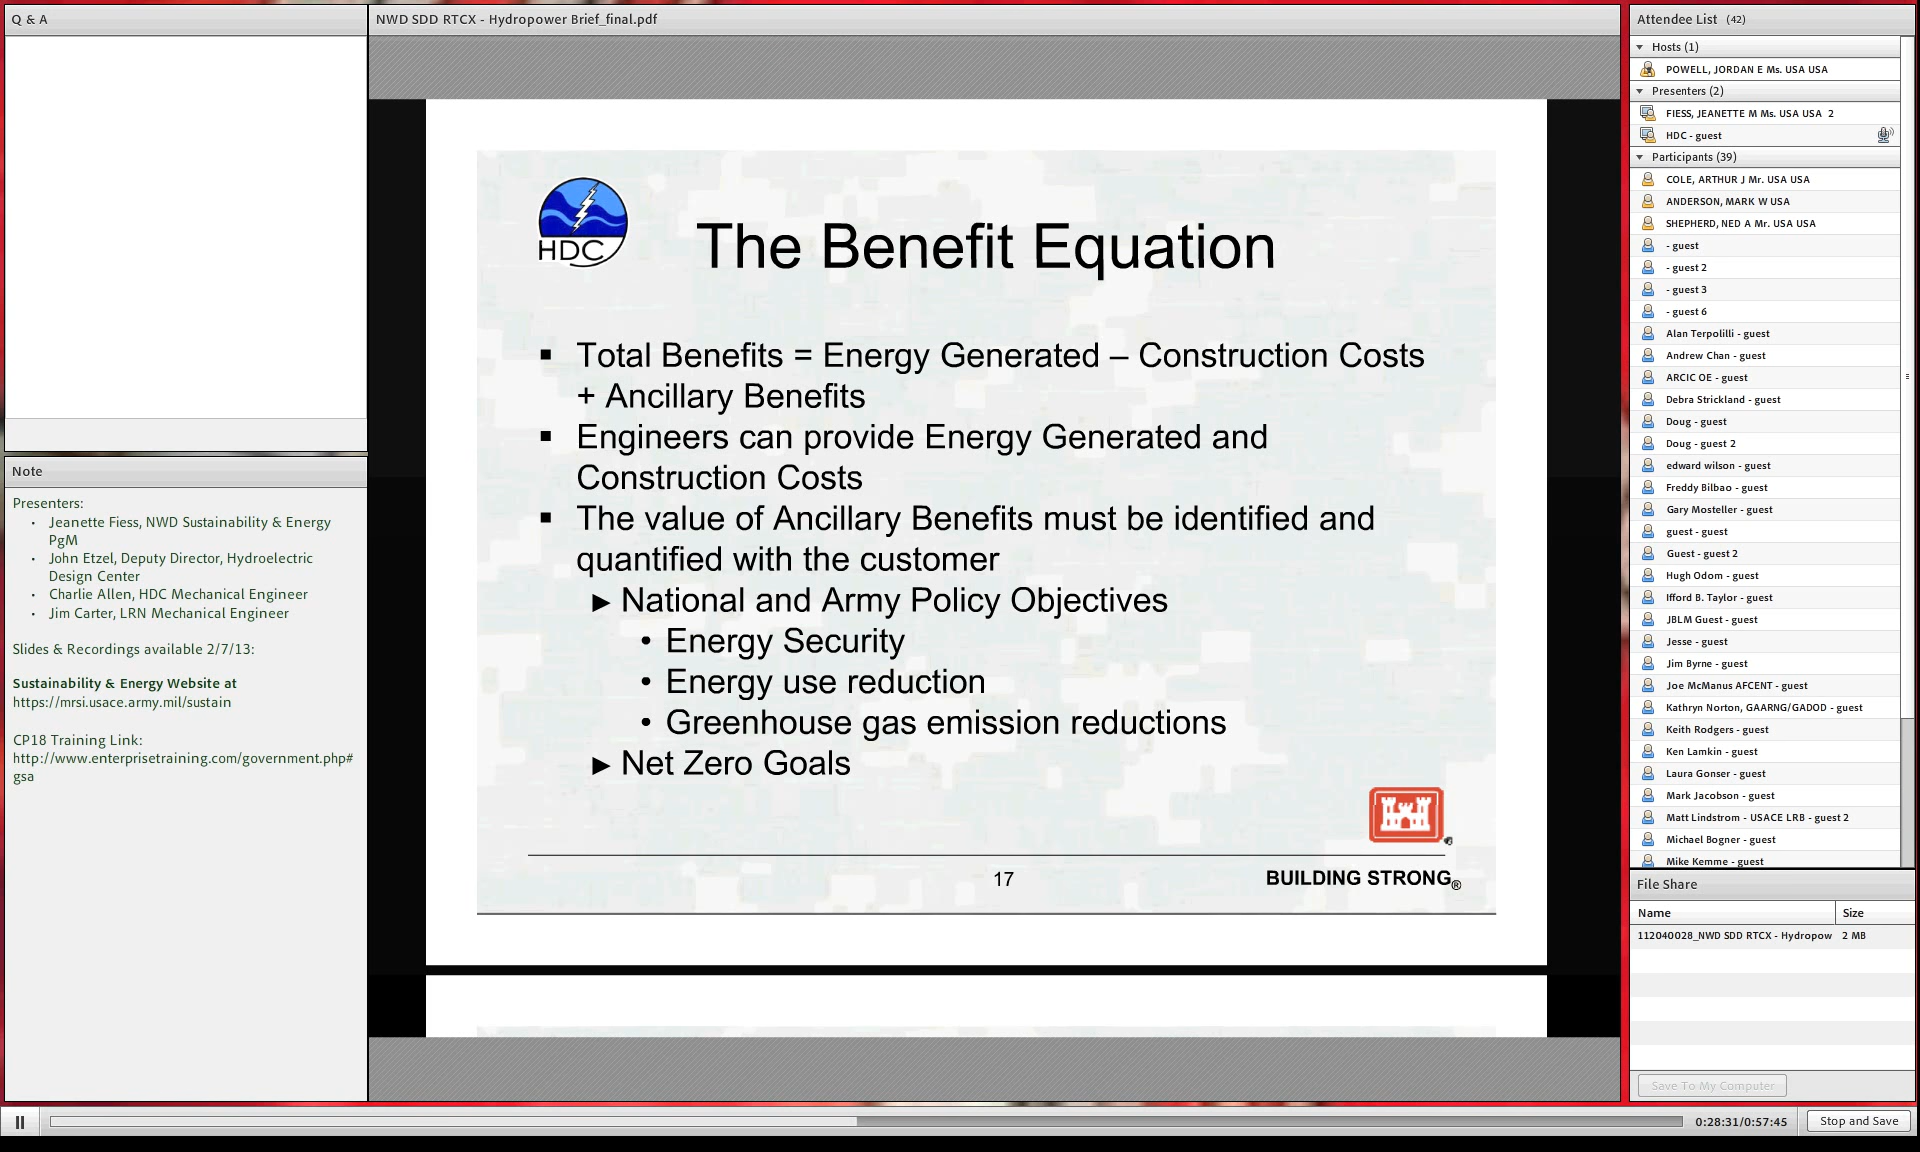 Q & A
NWD SDD RTCX - Hydropower Brief_final.pdf
Attendee List (42)
Hosts (1)
POWELL, JORDAN E Ms. USA USA
Presenters (2)
FIESS, JEANETTE M Ms. USA USA 2
HDC - guest
Participants (39)
COLE, ARTHUR J Mr. USA USA
ANDERSON, MARK W USA
SHEPHERD, NED A Mr. USA USA
- guest
- guest 2
- guest 3
- guest 6
Alan Terpolilli - guest
Andrew Chan - guest
ARCIC OE - guest
Debra Strickland - guest
Doug - guest
Doug - guest 2
edward wilson - guest
Freddy Bilbao - guest
Gary Mosteller - guest
guest - guest
Guest - guest 2
Hugh Odom - guest
Ifford B. Taylor - guest
JBLM Guest - guest
Jesse - guest
Jim Byrne - guest
Joe McManus AFCENT - guest
Kathryn Norton, GAARNG/GADOD - guest
Keith Rodgers - guest
Ken Lamkin - guest
Laura Gonser - guest
Mark Jacobson - guest
Matt Lindstrom - USACE LRB - guest 2
Michael Bogner - guest
Mike Kemme - guest
HDC
The Benefit Equation
▪ Total Benefits = Energy Generated – Construction Costs
+ Ancillary Benefits
▪ Engineers can provide Energy Generated and
Construction Costs
▪ The value of Ancillary Benefits must be identified and
quantified with the customer
► National and Army Policy Objectives
• Energy Security
• Energy use reduction
• Greenhouse gas emission reductions
► Net Zero Goals
17
BUILDING STRONG®
Note
Presenters:
• Jeanette Fiess, NWD Sustainability & Energy
PgM
• John Etzel, Deputy Director, Hydroelectric
Design Center
• Charlie Allen, HDC Mechanical Engineer
• Jim Carter, LRN Mechanical Engineer
Slides & Recordings available 2/7/13:
Sustainability & Energy Website at
https://mrsi.usace.army.mil/sustain
CP18 Training Link:
http://www.enterprisetraining.com/government.php#
gsa
File Share
Name Size
112040028_NWD SDD RTCX - Hydropow 2 MB
Save To My Computer
0:28:31/0:57:45
Stop and Save